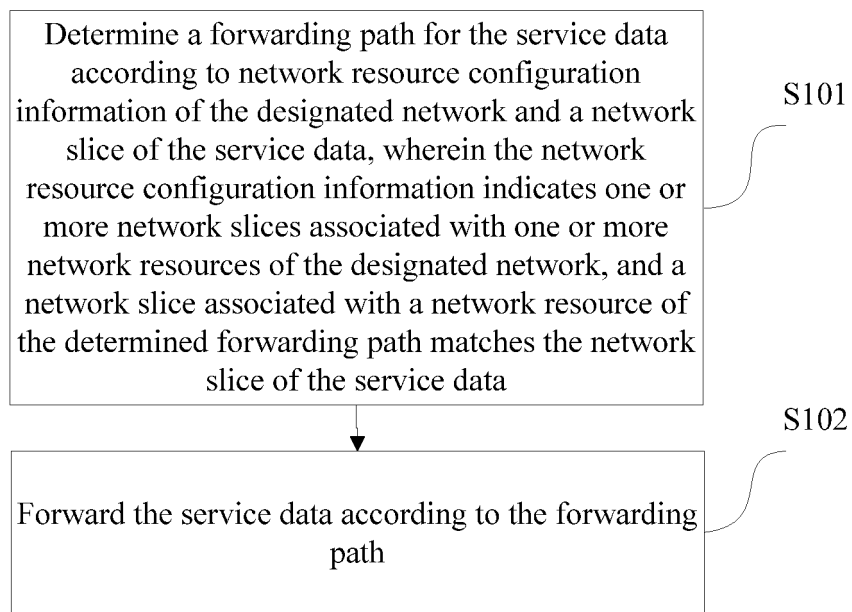 Determine a forwarding path for the service data
according to network resource configuration
information of the designated network and a network
slice of the service data, wherein the network
resource configuration information indicates one or
more network slices associated with one or more
network resources of the designated network, and a
network slice associated with a network resource of
the determined forwarding path matches the network
slice of the service data
S101
Forward the service data according to the forwarding
path
S102